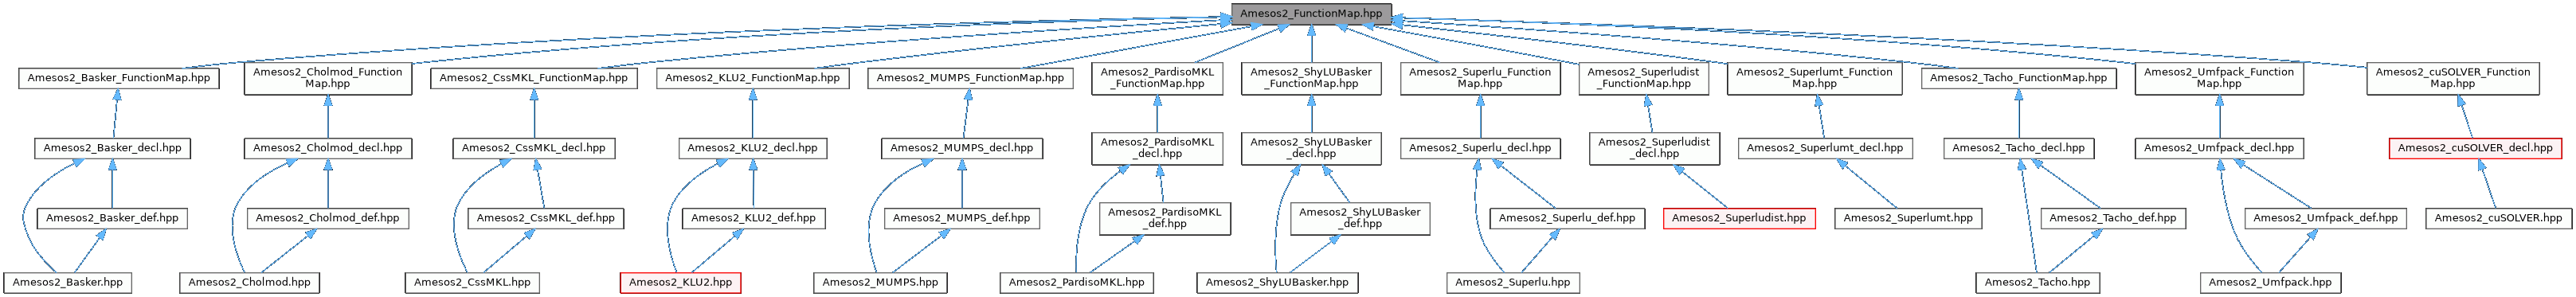 Amesos2_FunctionMap.hpp
Amesos2_Basker_FunctionMap.hpp
Amesos2_Cholmod_Function
Map.hpp
Amesos2_CssMKL_FunctionMap.hpp
Amesos2_KLU2_FunctionMap.hpp
Amesos2_MUMPS_FunctionMap.hpp
Amesos2_PardisoMKL
_FunctionMap.hpp
Amesos2_ShyLUBasker
_FunctionMap.hpp
Amesos2_Superlu_Function
Map.hpp
Amesos2_Superludist
_FunctionMap.hpp
Amesos2_Superlumt_Function
Map.hpp
Amesos2_Tacho_FunctionMap.hpp
Amesos2_Umfpack_Function
Map.hpp
Amesos2_cuSOLVER_Function
Map.hpp
Amesos2_Basker_decl.hpp
Amesos2_Cholmod_decl.hpp
Amesos2_CssMKL_decl.hpp
Amesos2_KLU2_decl.hpp
Amesos2_MUMPS_decl.hpp
Amesos2_PardisoMKL
_decl.hpp
Amesos2_ShyLUBasker
_decl.hpp
Amesos2_Superlu_decl.hpp
Amesos2_Superludist
_decl.hpp
Amesos2_Superlumt_decl.hpp
Amesos2_Tacho_decl.hpp
Amesos2_Umfpack_decl.hpp
Amesos2_cuSOLVER_decl.hpp
Amesos2_Basker_def.hpp
Amesos2_Cholmod_def.hpp
Amesos2_CssMKL_def.hpp
Amesos2_KLU2_def.hpp
Amesos2_MUMPS_def.hpp
Amesos2_PardisoMKL
_def.hpp
Amesos2_ShyLUBasker
_def.hpp
Amesos2_Superlu_def.hpp
Amesos2_Superludist.hpp
Amesos2_Superlumt.hpp
Amesos2_Tacho_def.hpp
Amesos2_Umfpack_def.hpp
Amesos2_cuSOLVER.hpp
Amesos2_Basker.hpp
Amesos2_Cholmod.hpp
Amesos2_CssMKL.hpp
Amesos2_KLU2.hpp
Amesos2_MUMPS.hpp
Amesos2_PardisoMKL.hpp
Amesos2_ShyLUBasker.hpp
Amesos2_Superlu.hpp
Amesos2_Tacho.hpp
Amesos2_Umfpack.hpp